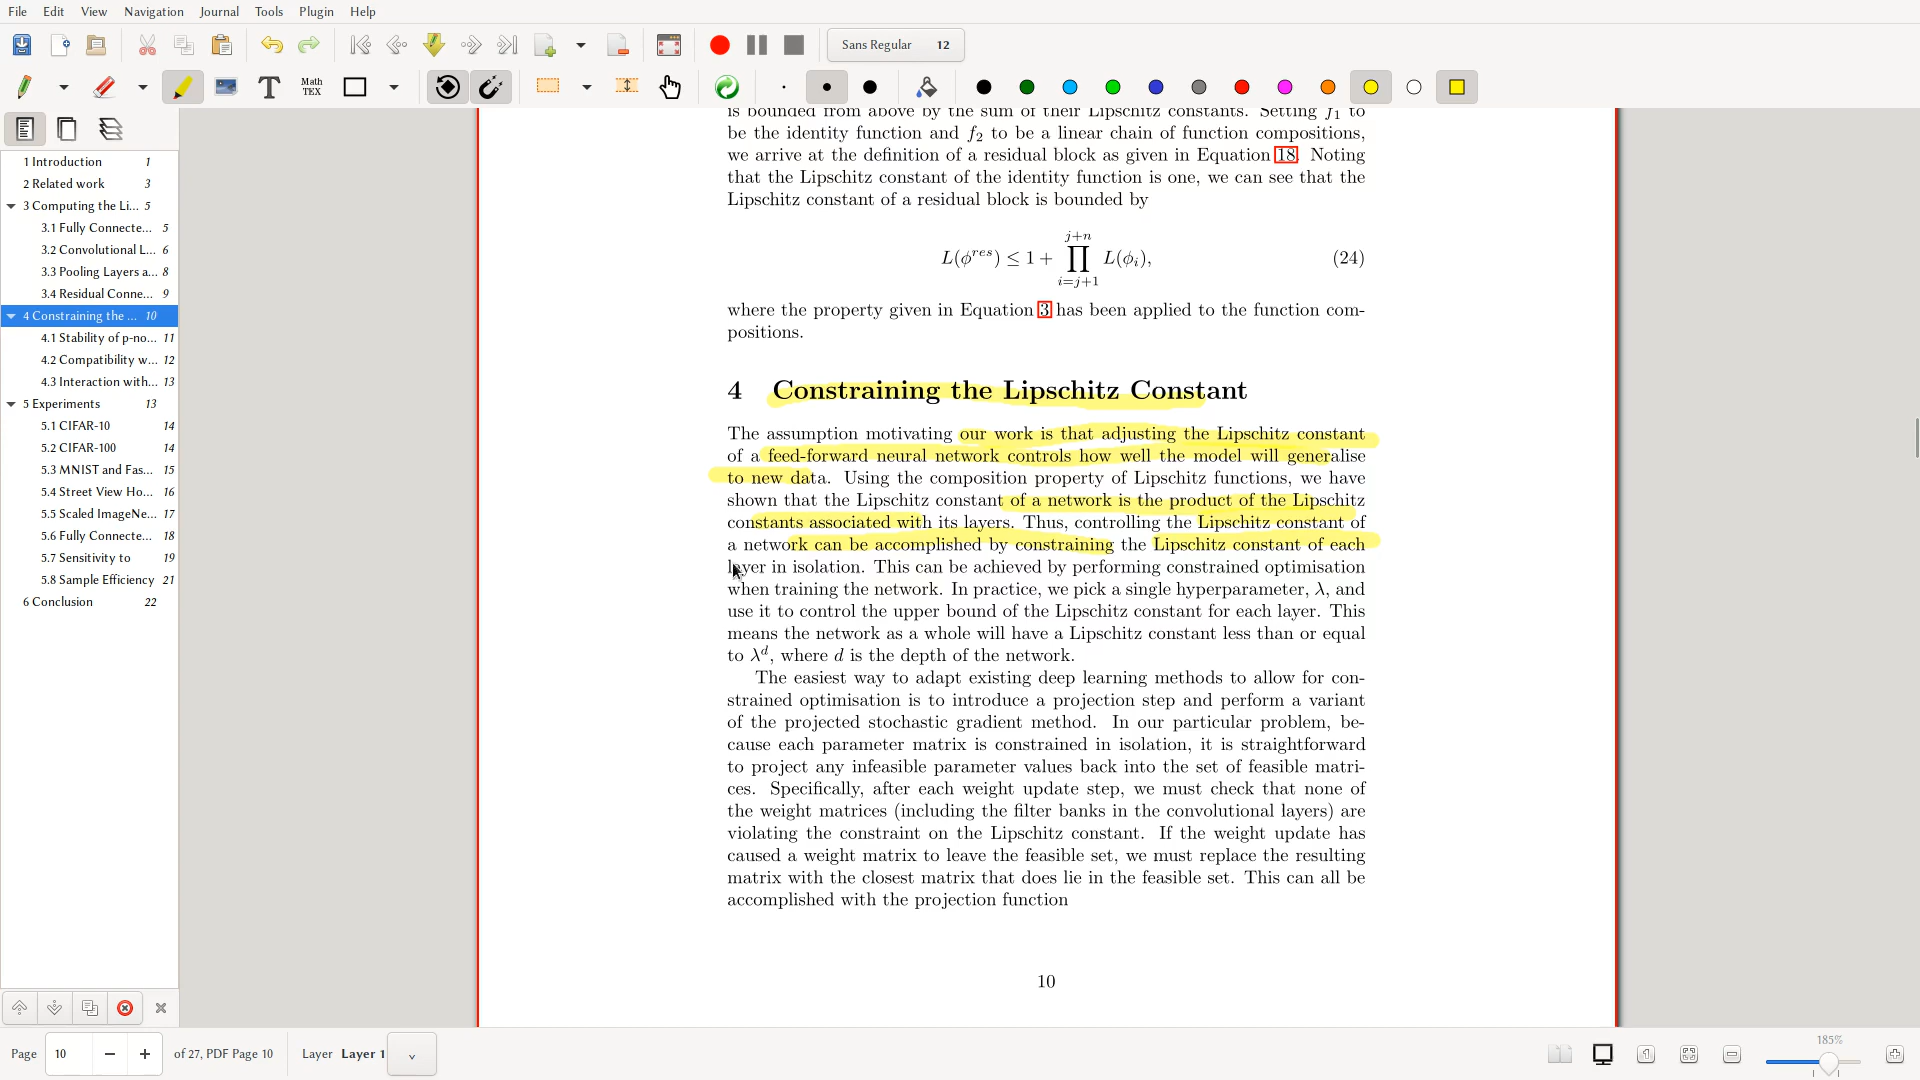 File Edit View Navigation Journal Tools Plugin Help
Sans Regular 12
Math
TEX
1 Introduction 1
2 Related work 3
3 Computing the Li... 5
3.1 Fully Connecte... 5
3.2 Convolutional L... 6
3.3 Pooling Layers a... 8
3.4 Residual Conne... 9
4 Constraining the ... 10
4.1 Stability of p-no... 11
4.2 Compatibility w... 12
4.3 Interaction with... 13
5 Experiments 13
5.1 CIFAR-10 14
5.2 CIFAR-100 14
5.3 MNIST and Fas... 15
5.4 Street View Ho... 16
5.5 Scaled ImageNe... 17
5.6 Fully Connecte... 18
5.7 Sensitivity to 19
5.8 Sample Efficiency 21
6 Conclusion 22
is bounded from above by the sum of their Lipschitz constants. Setting f₁ to
be the identity function and f₂ to be a linear chain of function compositions,
we arrive at the definition of a residual block as given in Equation 18. Noting
that the Lipschitz constant of the identity function is one, we can see that the
Lipschitz constant of a residual block is bounded by
L(ϕ^{res}) ≤ 1 + ∏_{i=j+1}^{j+n} L(ϕ_i), (24)
where the property given in Equation 3 has been applied to the function com-
positions.
4 Constraining the Lipschitz Constant
The assumption motivating our work is that adjusting the Lipschitz constant
of a feed-forward neural network controls how well the model will generalise
to new data. Using the composition property of Lipschitz functions, we have
shown that the Lipschitz constant of a network is the product of the Lipschitz
constants associated with its layers. Thus, controlling the Lipschitz constant of
a network can be accomplished by constraining the Lipschitz constant of each
layer in isolation. This can be achieved by performing constrained optimisation
when training the network. In practice, we pick a single hyperparameter, λ, and
use it to control the upper bound of the Lipschitz constant for each layer. This
means the network as a whole will have a Lipschitz constant less than or equal
to λ^d, where d is the depth of the network.
The easiest way to adapt existing deep learning methods to allow for con-
strained optimisation is to introduce a projection step and perform a variant
of the projected stochastic gradient method. In our particular problem, be-
cause each parameter matrix is constrained in isolation, it is straightforward
to project any infeasible parameter values back into the set of feasible matri-
ces. Specifically, after each weight update step, we must check that none of
the weight matrices (including the filter banks in the convolutional layers) are
violating the constraint on the Lipschitz constant. If the weight update has
caused a weight matrix to leave the feasible set, we must replace the resulting
matrix with the closest matrix that does lie in the feasible set. This can all be
accomplished with the projection function
10
Page 10 of 27, PDF Page 10 Layer Layer 1
185%